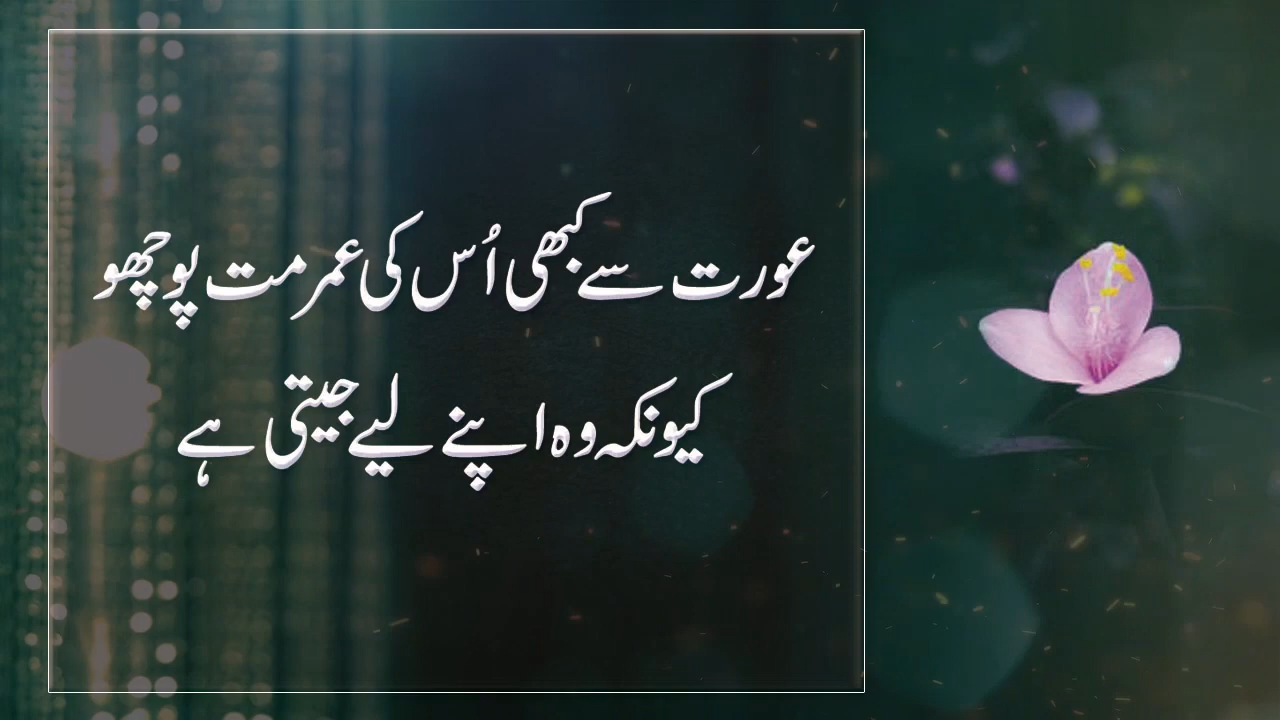 عورت سے کبھی اُس کی عمر مت پوچھو
کیونکہ وہ اپنے لیے جیتی ہے